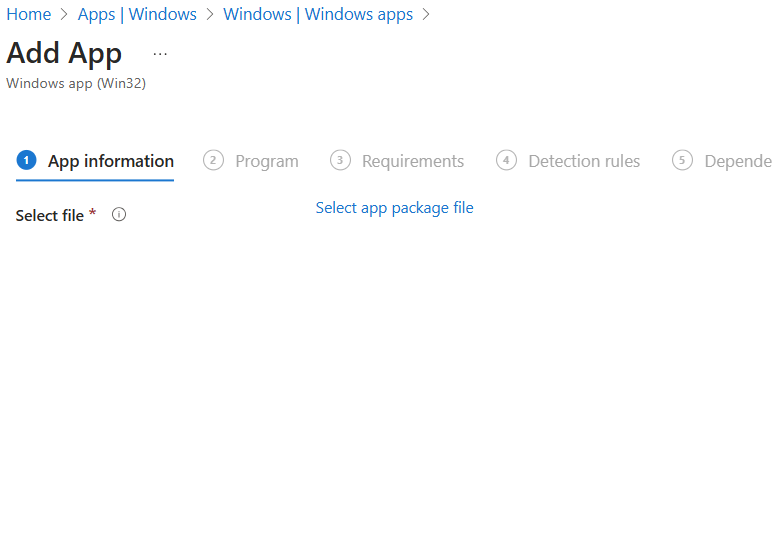 Home > Apps | Windows > Windows | Windows apps >
Add App ...
Windows app (Win32)
1 App information 2 Program 3 Requirements 4 Detection rules 5 Depende
Select file * Select app package file